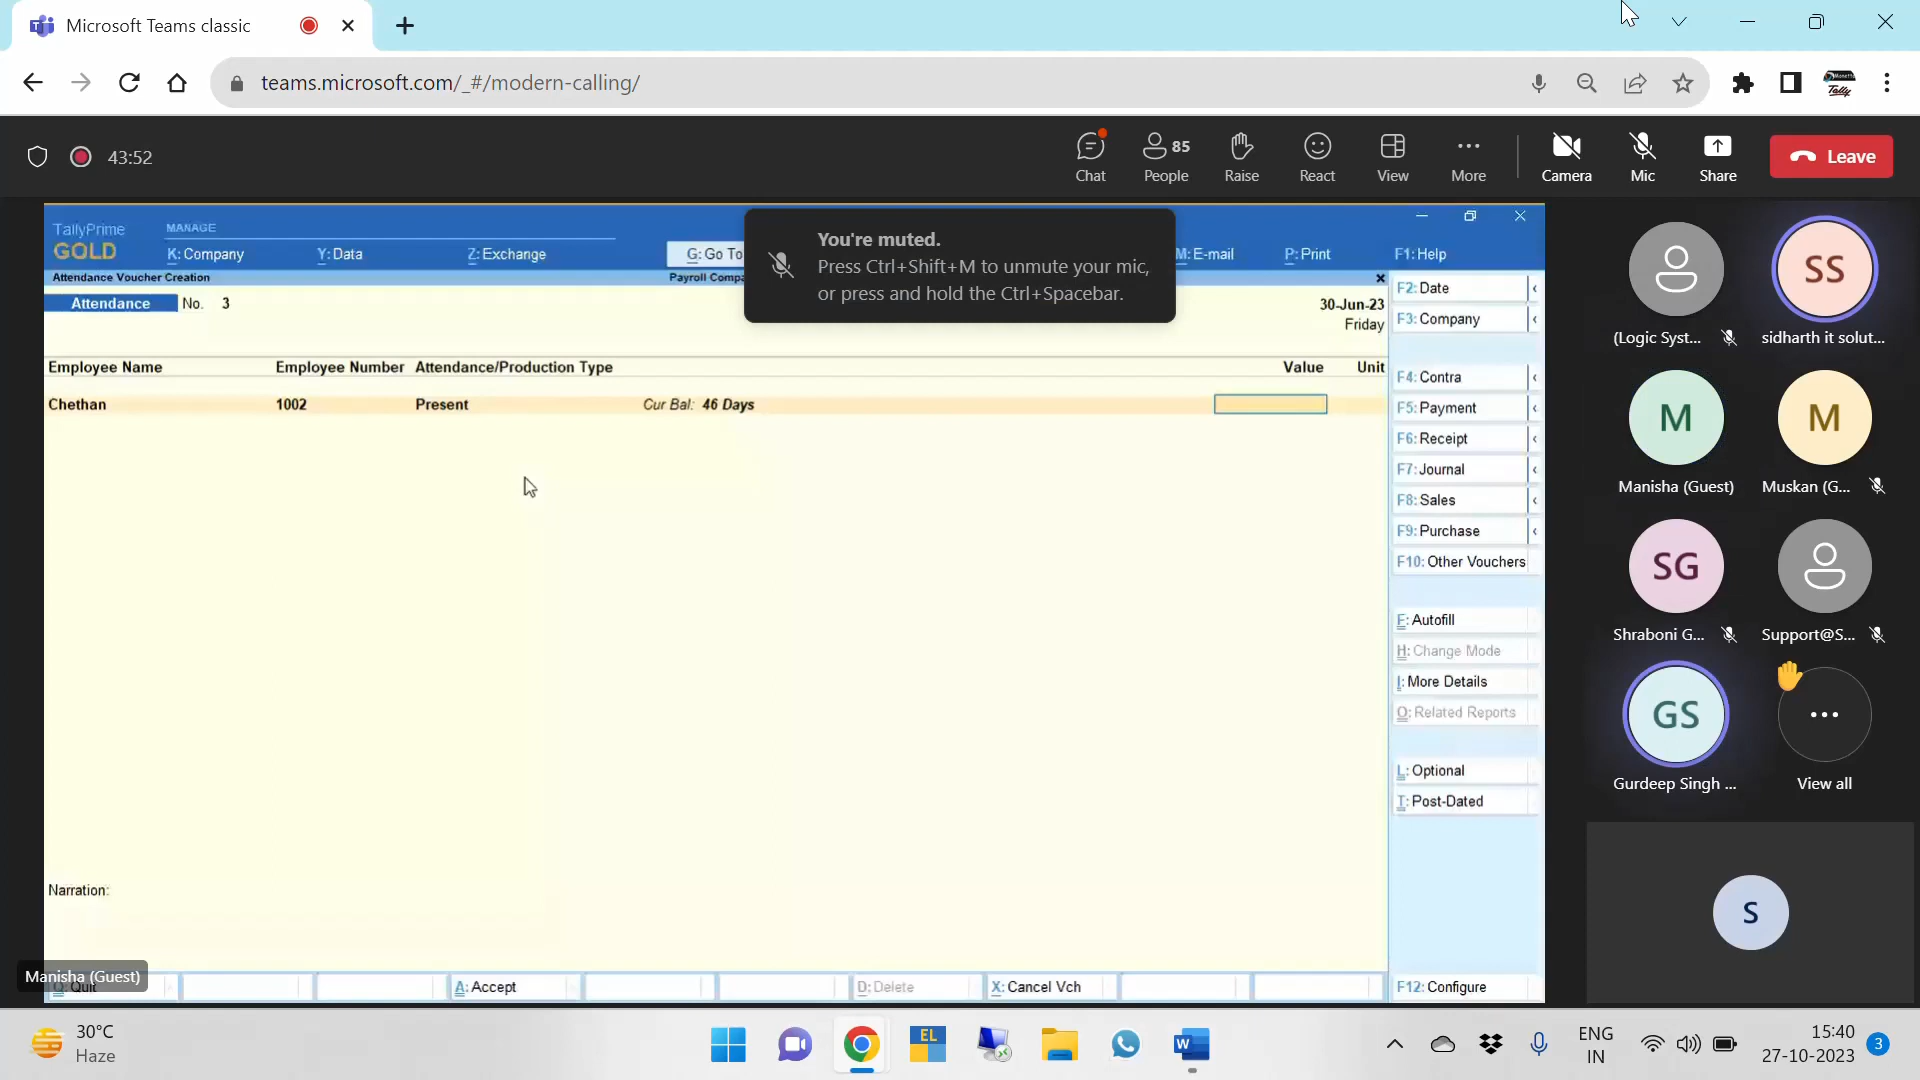 Microsoft Teams classic
teams.microsoft.com/_#/modern-calling/
43:52
Chat
85
People
Raise
React
View
More
Camera
Mic
Share
Leave
TallyPrime
GOLD
MANAGE
K: Company
Y: Data
Z: Exchange
G: Go To
M: E-mail
P: Print
F1: Help
Attendance Voucher Creation
Payroll Comp
You're muted.
Press Ctrl+Shift+M to unmute your mic,
or press and hold the Ctrl+Spacebar.
Attendance No. 3
30-Jun-23
Friday
Employee Name Employee Number Attendance/Production Type Value Unit
Chethan 1002 Present Cur Bal: 46 Days
Narration:
Manisha (Guest)
Q: Quit
A: Accept
D: Delete
X: Cancel Vch
F2: Date
F3: Company
F4: Contra
F5: Payment
F6: Receipt
F7: Journal
F8: Sales
F9: Purchase
F10: Other Vouchers
F: Autofill
H: Change Mode
I: More Details
O: Related Reports
L: Optional
T: Post-Dated
F12: Configure
SS
(Logic Syst...
sidharth it solut...
M
M
Manisha (Guest)
Muskan (G...
SG
Shraboni G...
Support@S...
GS
Gurdeep Singh ...
View all
S
30°C
Haze
EL
W
ENG
IN
15:40
27-10-2023
3